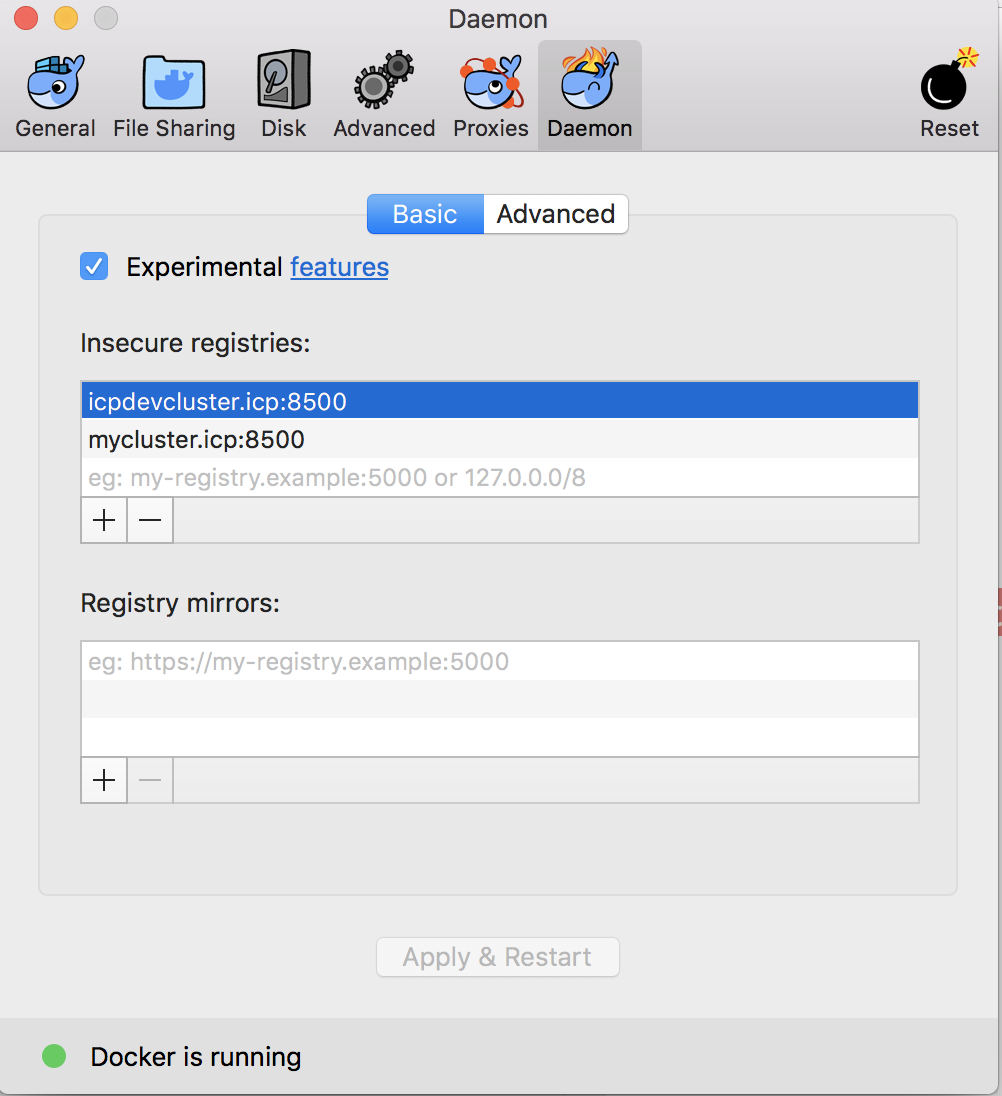 Daemon
General File Sharing Disk Advanced Proxies Daemon Reset
Basic Advanced
Experimental features
Insecure registries:
icpdevcluster.icp:8500
mycluster.icp:8500
eg: my-registry.example:5000 or 127.0.0.0/8
Registry mirrors:
eg: https://my-registry.example:5000
Apply & Restart
Docker is running